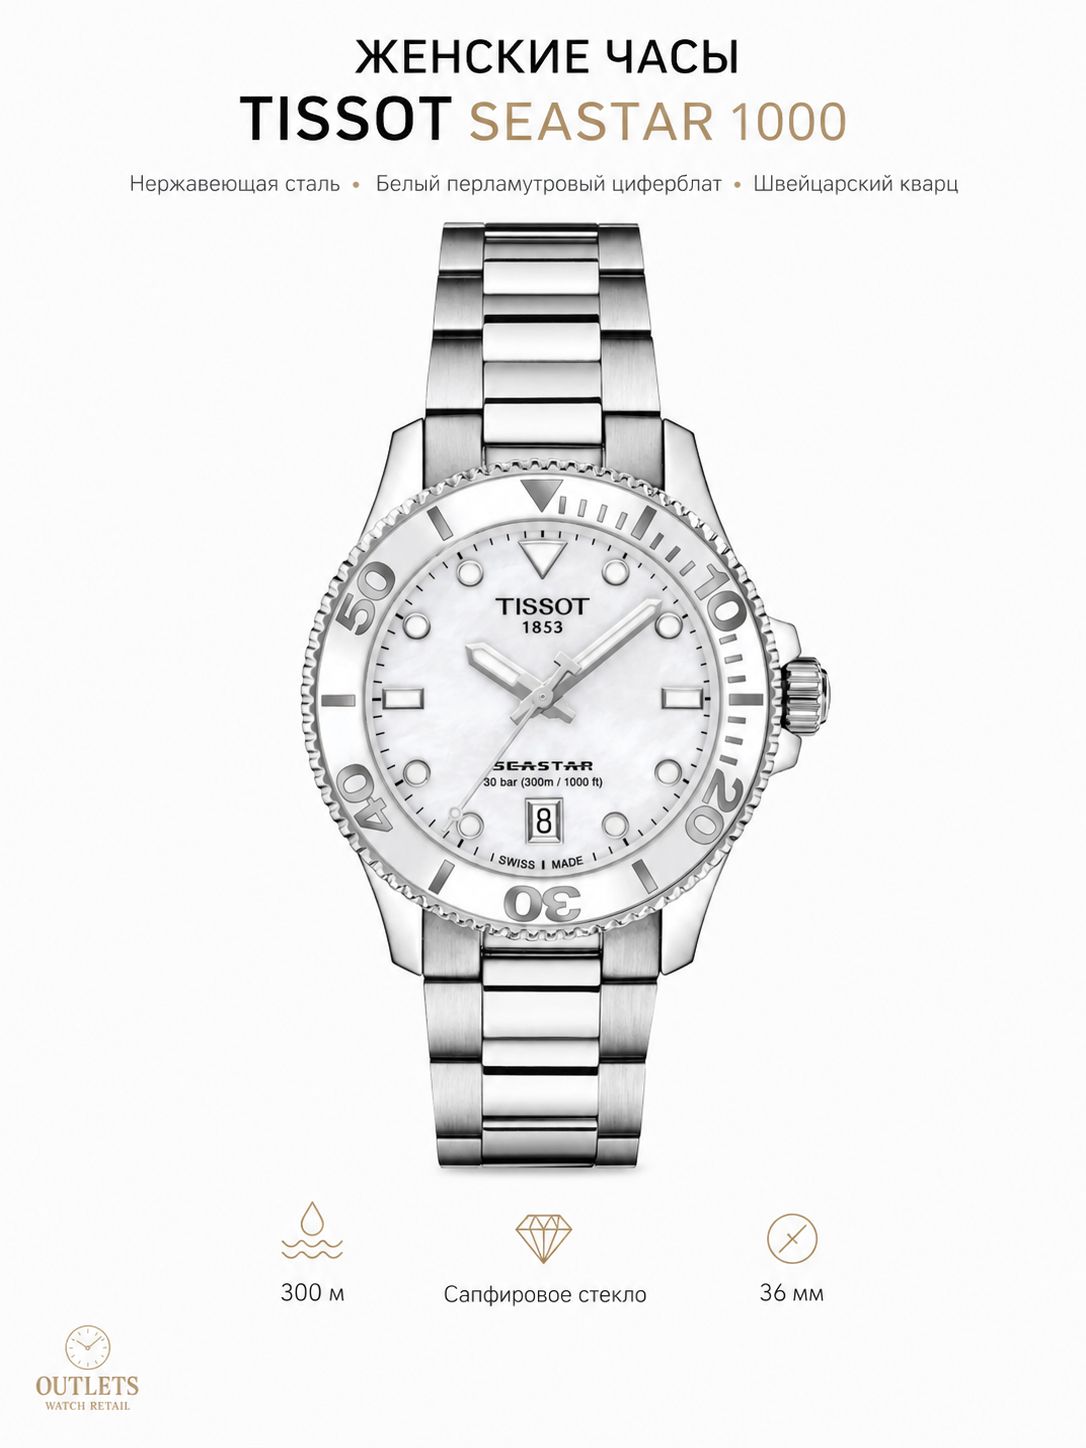 ЖЕНСКИЕ ЧАСЫ
TISSOT SEASTAR 1000
Нержавеющая сталь • Белый перламутровый циферблат • Швейцарский кварц
10
20
30
40
50
TISSOT
1853
SEASTAR
30 bar (300m / 1000 ft)
8
SWISS MADE
300 м
Сапфировое стекло
36 мм
OUTLETS
WATCH RETAIL